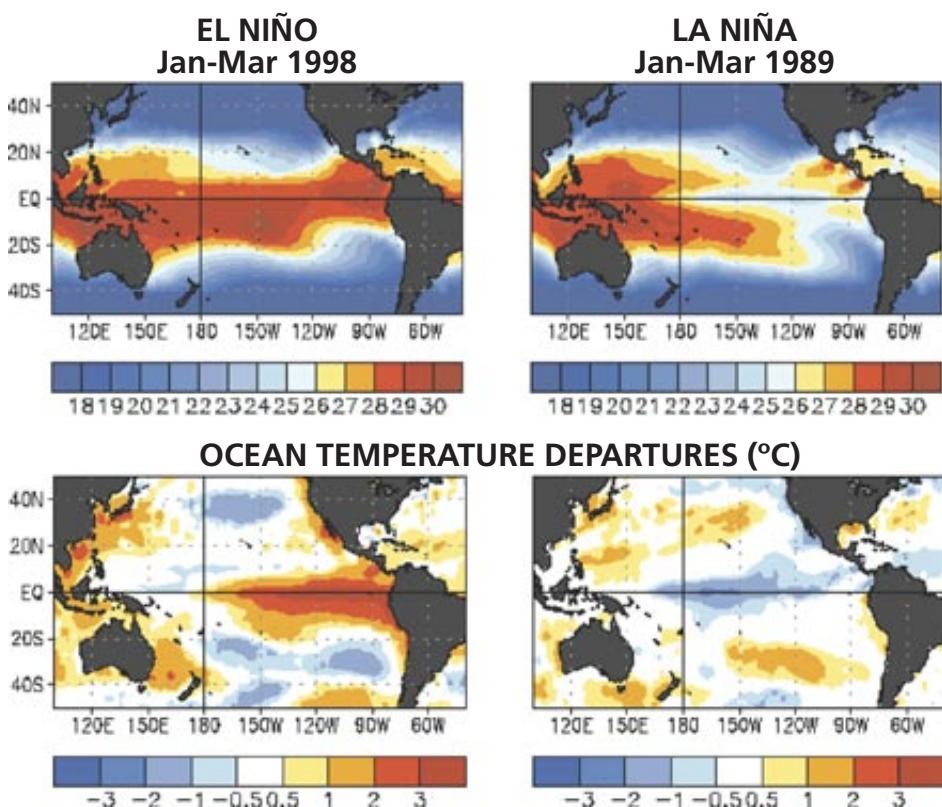 EL NIÑO
Jan-Mar 1998
LA NIÑA
Jan-Mar 1989
40N
20N
EQ
20S
40S
120E 150E 180 150W 120W 90W 60W
120E 150E 180 150W 120W 90W 60W
18 19 20 21 22 23 24 25 26 27 28 29 30
18 19 20 21 22 23 24 25 26 27 28 29 30
OCEAN TEMPERATURE DEPARTURES (ºC)
40N
20N
EQ
20S
40S
120E 150E 180 150W 120W 90W 60W
120E 150E 180 150W 120W 90W 60W
-3 -2 -1 -0.5 0.5 1 2 3
-3 -2 -1 -0.5 0.5 1 2 3